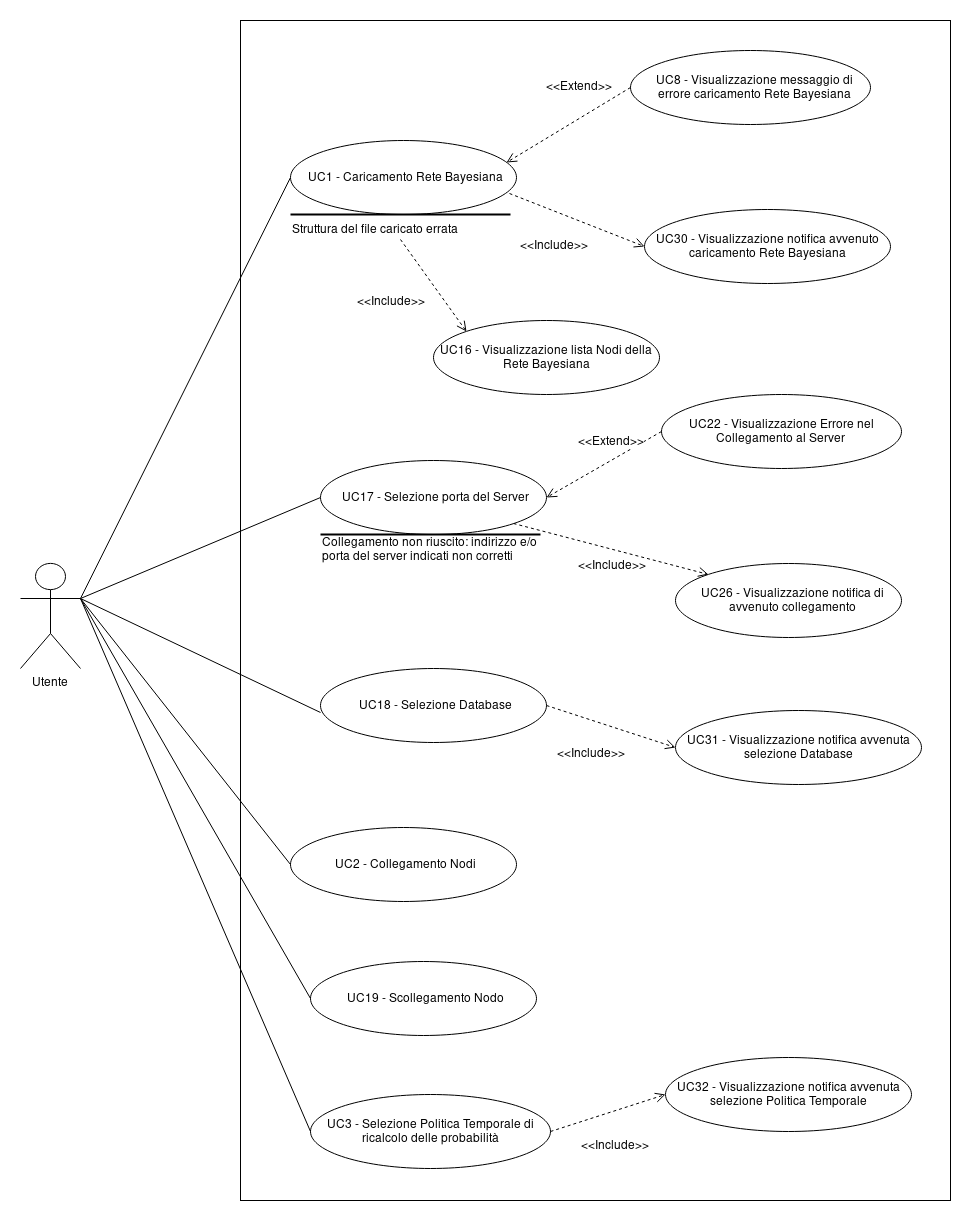 <<Extend>>
UC8 - Visualizzazione messaggio di
errore caricamento Rete Bayesiana
UC1 - Caricamento Rete Bayesiana
Struttura del file caricato errata
<<Include>>
UC30 - Visualizzazione notifica avvenuto
caricamento Rete Bayesiana
<<Include>>
UC16 - Visualizzazione lista Nodi della
Rete Bayesiana
<<Extend>>
UC22 - Visualizzazione Errore nel
Collegamento al Server
UC17 - Selezione porta del Server
Collegamento non riuscito: indirizzo e/o
porta del server indicati non corretti
<<Include>>
UC26 - Visualizzazione notifica di
avvenuto collegamento
Utente
UC18 - Selezione Database
<<Include>>
UC31 - Visualizzazione notifica avvenuta
selezione Database
UC2 - Collegamento Nodi
UC19 - Scollegamento Nodo
UC3 - Selezione Politica Temporale di
ricalcolo delle probabilità
<<Include>>
UC32 - Visualizzazione notifica avvenuta
selezione Politica Temporale